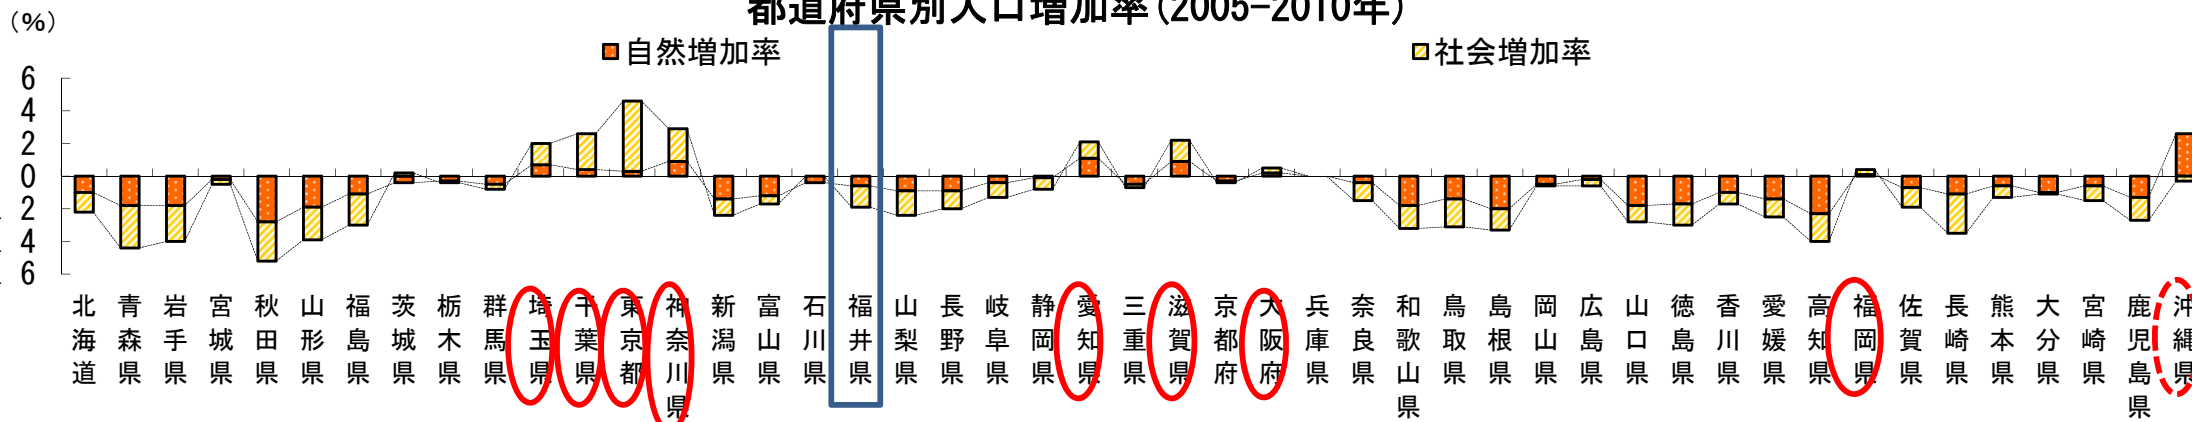 都道府県別人口増加率(2005-2010年)
(%)
自然増加率 社会増加率
6
4
2
0
2
4
6
北海道
青森県
岩手県
宮城県
秋田県
山形県
福島県
茨城県
栃木県
群馬県
埼玉県
千葉県
東京都
神奈川県
新潟県
富山県
石川県
福井県
山梨県
長野県
岐阜県
静岡県
愛知県
三重県
滋賀県
京都府
大阪府
兵庫県
奈良県
和歌山県
鳥取県
島根県
岡山県
広島県
山口県
徳島県
香川県
愛媛県
高知県
福岡県
佐賀県
長崎県
熊本県
大分県
宮崎県
鹿児島県
沖縄県